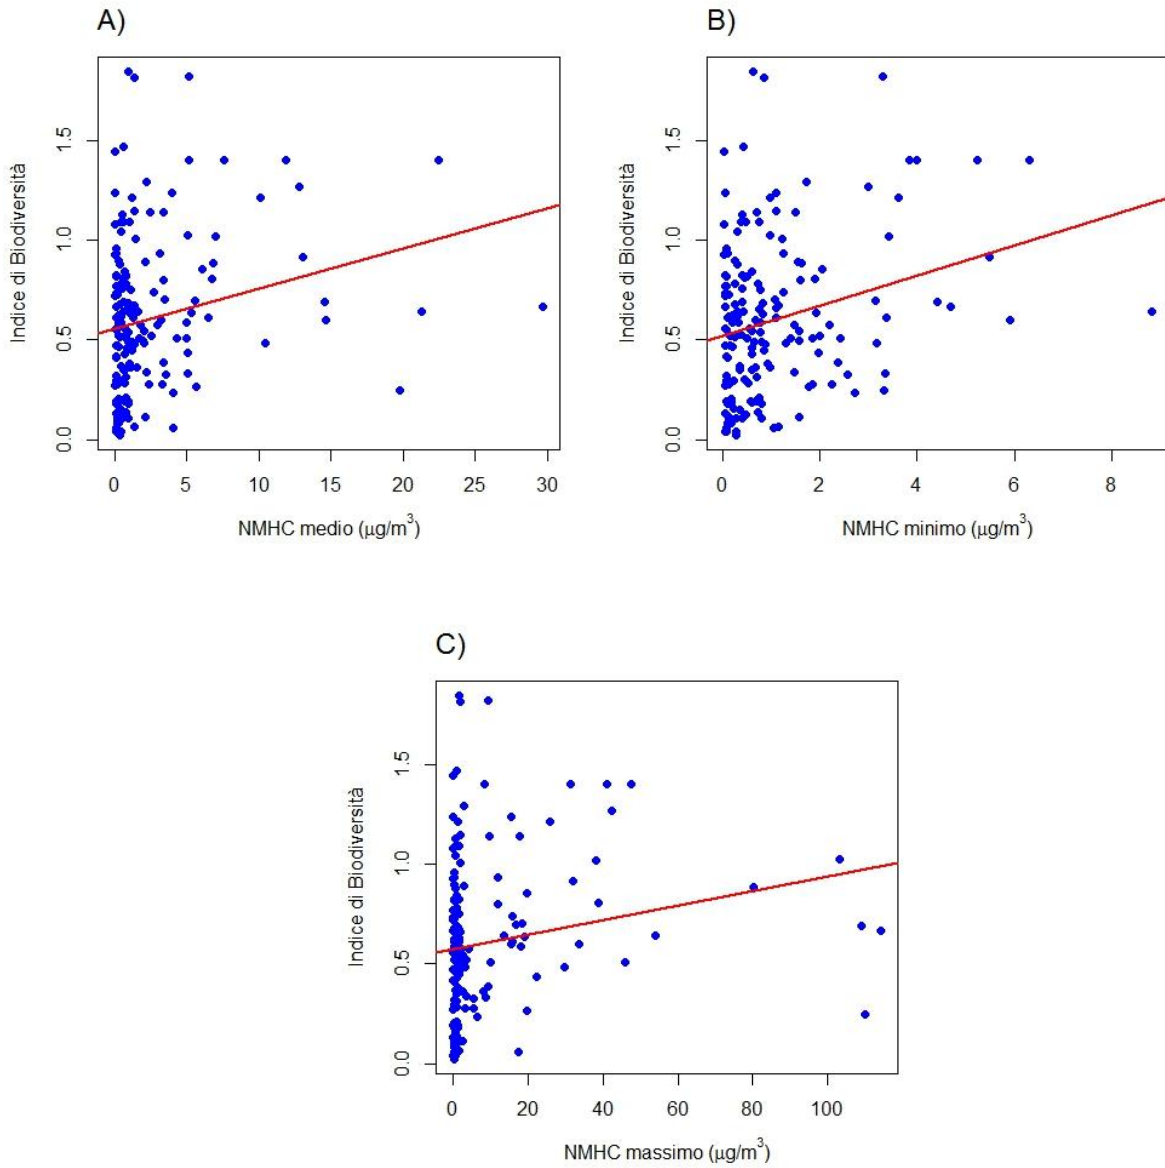 A)
Indice di Biodiversità
0.0 0.5 1.0 1.5
0 5 10 15 20 25 30
NMHC medio (μg/m³)
B)
Indice di Biodiversità
0.0 0.5 1.0 1.5
0 2 4 6 8
NMHC minimo (μg/m³)
C)
Indice di Biodiversità
0.0 0.5 1.0 1.5
0 20 40 60 80 100
NMHC massimo (μg/m³)